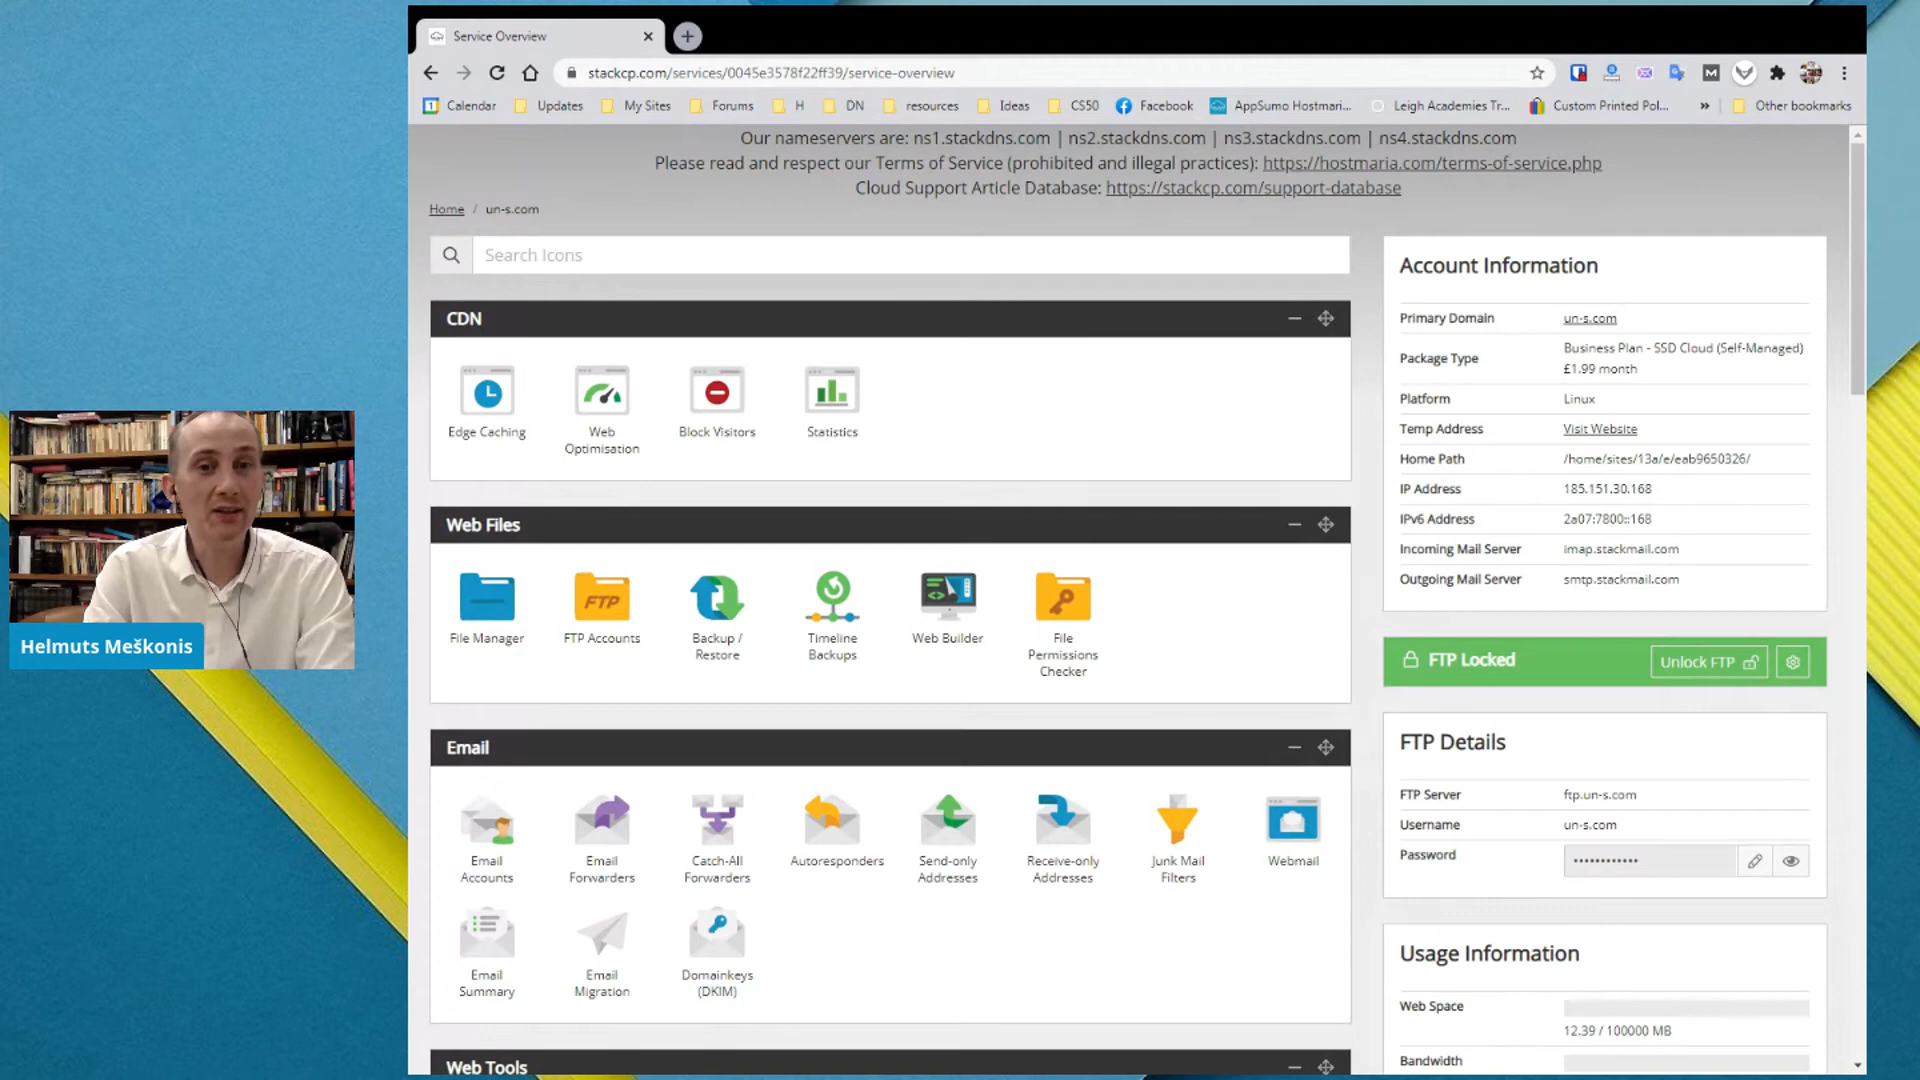 Service Overview
stackcp.com/services/0045e3578f22ff39/service-overview
Calendar
Updates
My Sites
Forums
H
DN
resources
Ideas
CS50
Facebook
AppSumo Hostmari...
Leigh Academies Tr...
Custom Printed Pol...
»
Other bookmarks
Our nameservers are: ns1.stackdns.com | ns2.stackdns.com | ns3.stackdns.com | ns4.stackdns.com
Please read and respect our Terms of Service (prohibited and illegal practices): https://hostmaria.com/terms-of-service.php
Cloud Support Article Database: https://stackcp.com/support-database
Home / un-s.com
Search Icons
CDN
Edge Caching
Web
Optimisation
Block Visitors
Statistics
Web Files
FTP
File Manager
FTP Accounts
Backup /
Restore
Timeline
Backups
Web Builder
File
Permissions
Checker
Email
Email
Accounts
Email
Forwarders
Catch-All
Forwarders
Autoresponders
Send-only
Addresses
Receive-only
Addresses
Junk Mail
Filters
Webmail
Email
Summary
Email
Migration
Domainkeys
(DKIM)
Web Tools
Account Information
Primary Domain un-s.com
Package Type Business Plan - SSD Cloud (Self-Managed)
£1.99 month
Platform Linux
Temp Address Visit Website
Home Path /home/sites/13a/e/eab9650326/
IP Address 185.151.30.168
IPv6 Address 2a07:7800::168
Incoming Mail Server imap.stackmail.com
Outgoing Mail Server smtp.stackmail.com
FTP Locked
Unlock FTP
FTP Details
FTP Server ftp.un-s.com
Username un-s.com
Password ••••••••••••
Usage Information
Web Space
12.39 / 100000 MB
Bandwidth
Helmuts Meškonis